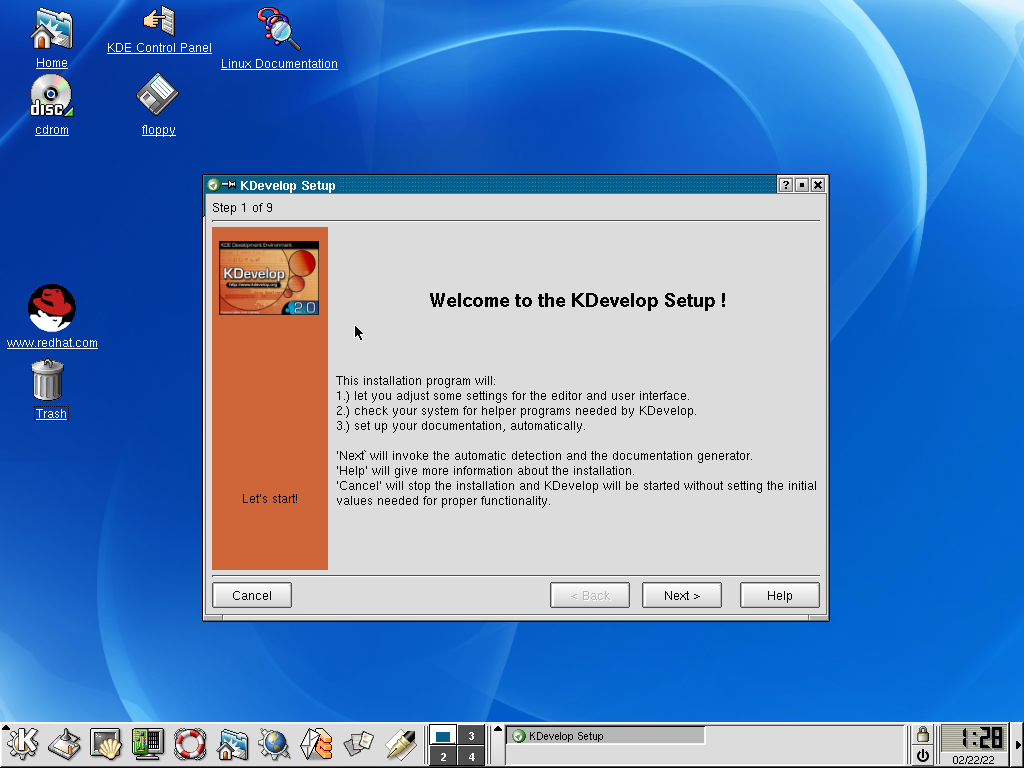 Home
KDE Control Panel
Linux Documentation
disc
cdrom
floppy
www.redhat.com
Trash
KDevelop Setup
Step 1 of 9
KDE Development Environment
KDevelop
http://www.kdevelop.org
2.0
Let's start!
Welcome to the KDevelop Setup !
This installation program will:
1.) let you adjust some settings for the editor and user interface.
2.) check your system for helper programs needed by KDevelop.
3.) set up your documentation, automatically.
'Next' will invoke the automatic detection and the documentation generator.
'Help' will give more information about the installation.
'Cancel' will stop the installation and KDevelop will be started without setting the initial
values needed for proper functionality.
Cancel
< Back
Next >
Help
3
2
4
KDevelop Setup
1:28
02/22/22